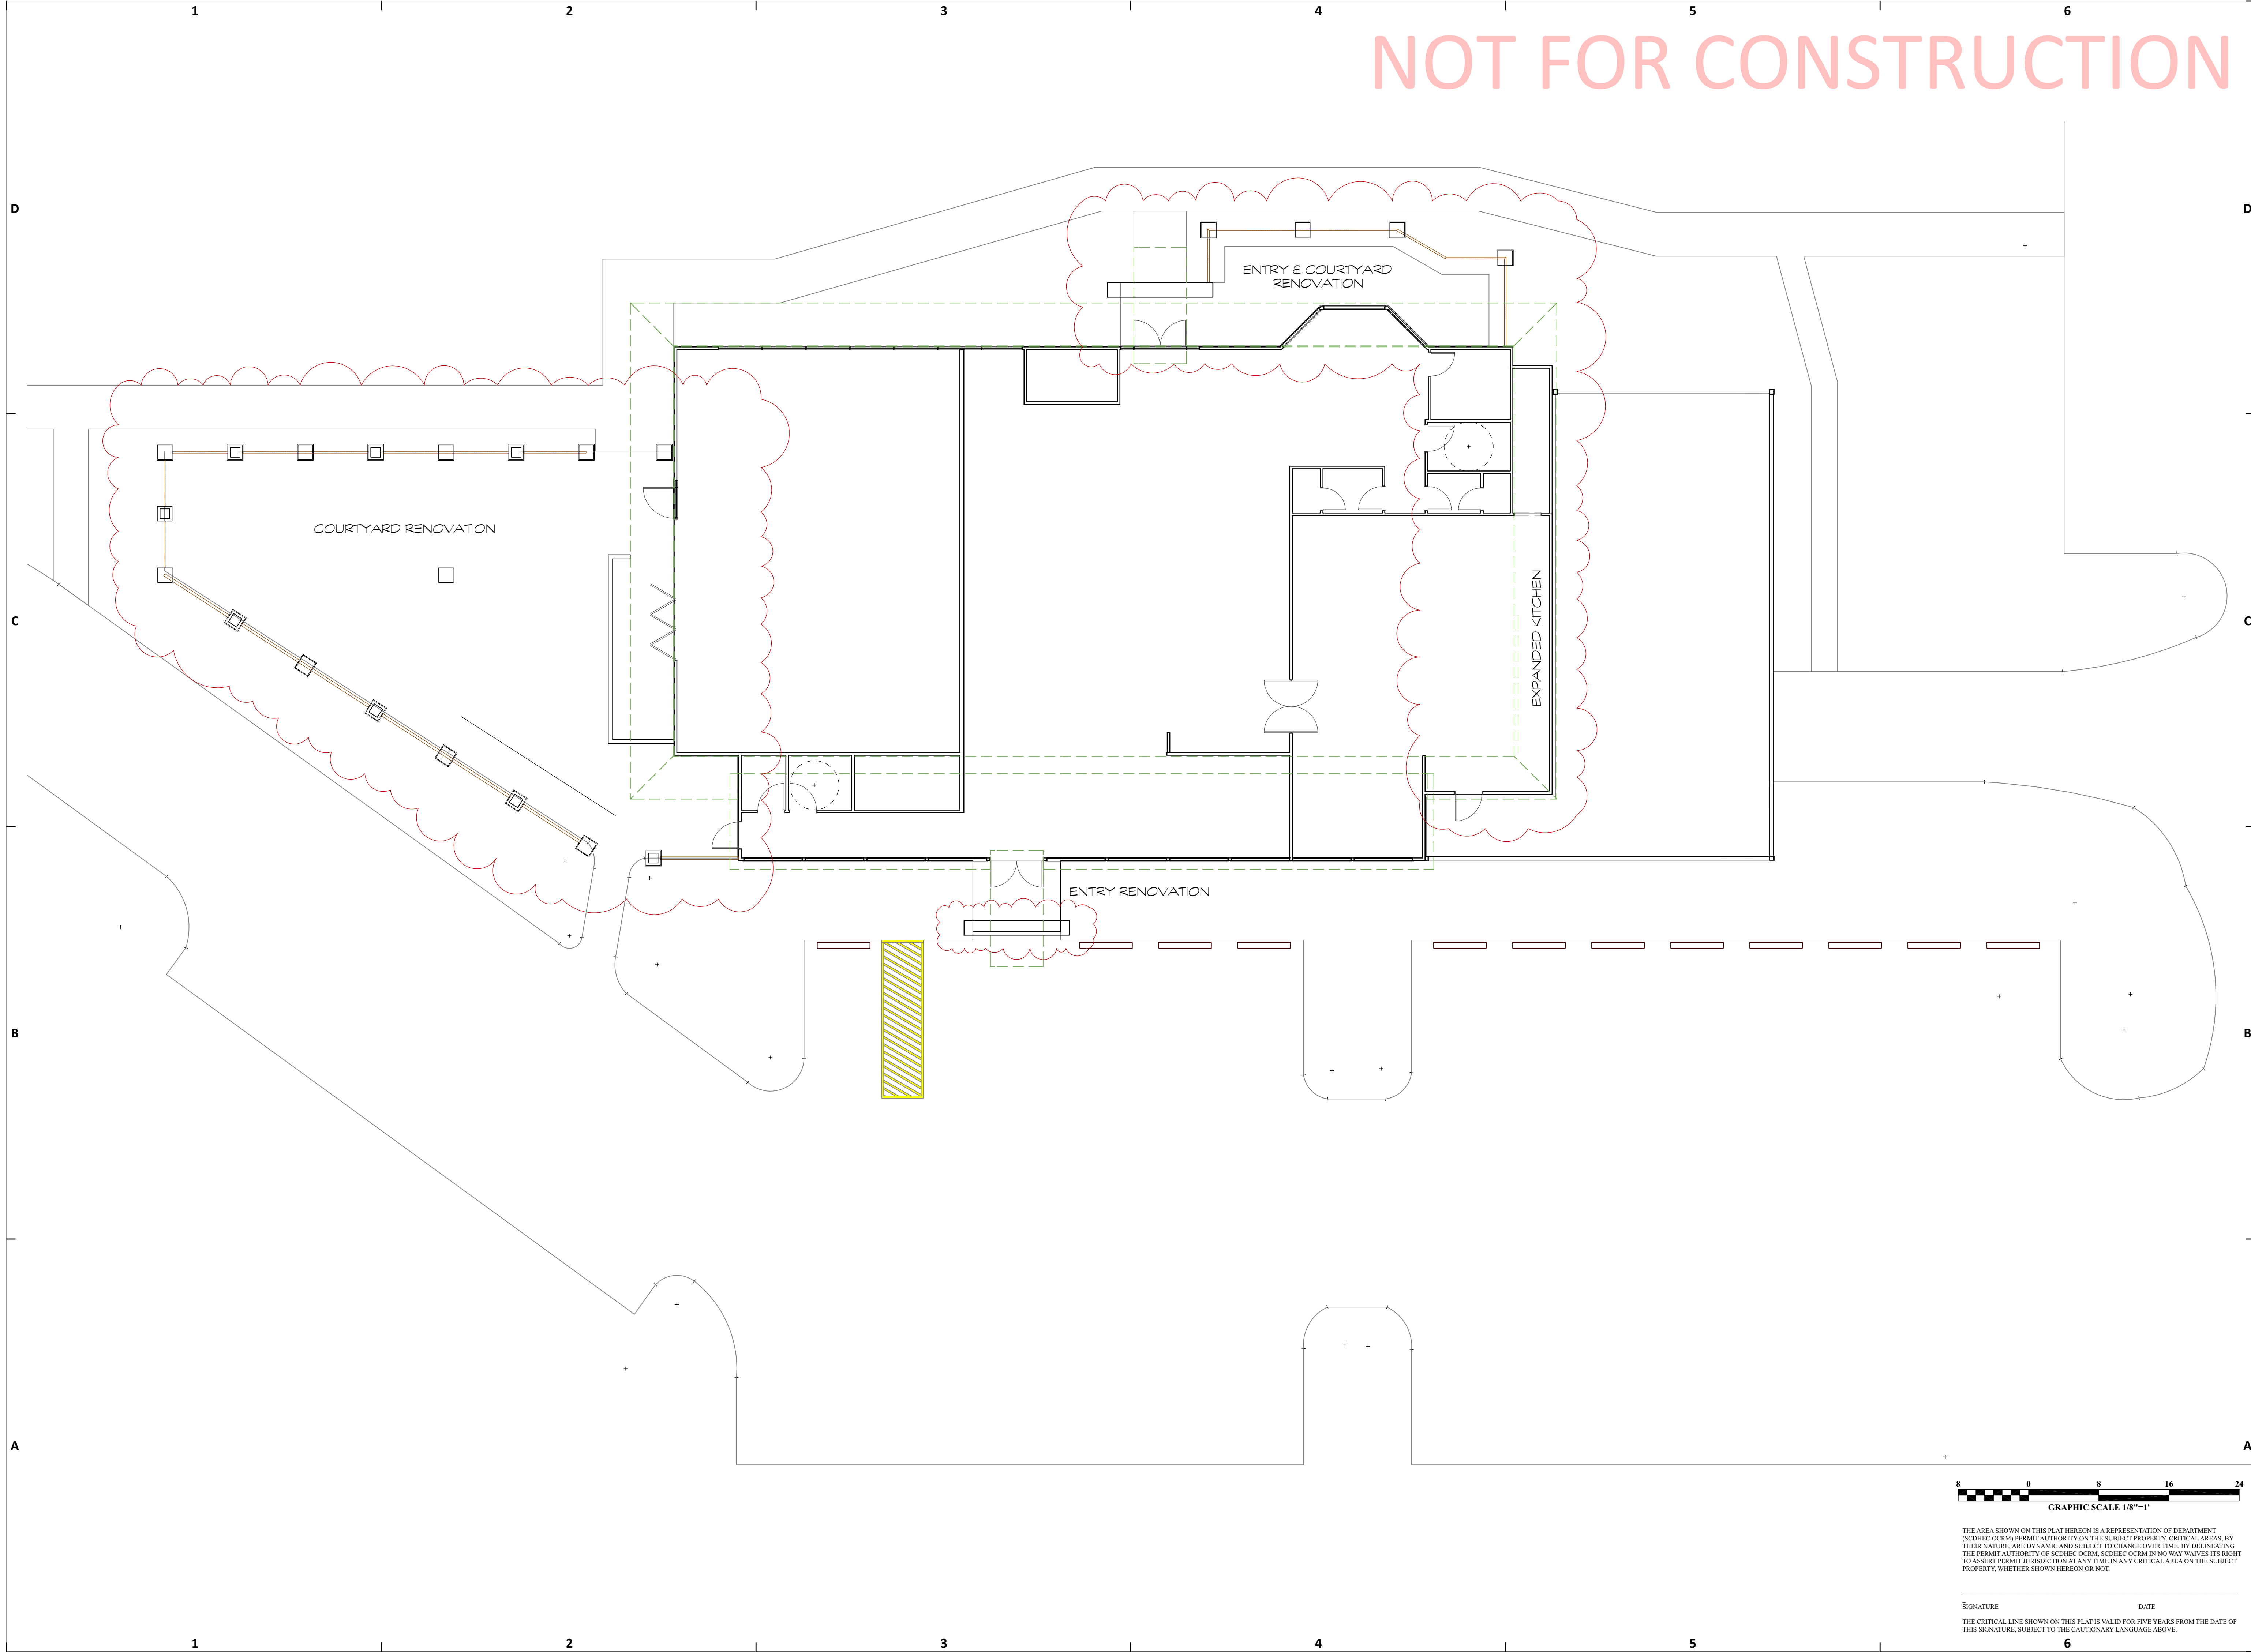 1 2 3 4 5 6
NOT FOR CONSTRUCTION
D D
ENTRY & COURTYARD
RENOVATION
COURTYARD RENOVATION
EXPANDED KITCHEN
C C
ENTRY RENOVATION
B B
A A
8 0 8 16 24
GRAPHIC SCALE 1/8"=1'
THE AREA SHOWN ON THIS PLAT HEREON IS A REPRESENTATION OF DEPARTMENT
(SCDHEC OCRM) PERMIT AUTHORITY ON THE SUBJECT PROPERTY. CRITICAL AREAS, BY
THEIR NATURE, ARE DYNAMIC AND SUBJECT TO CHANGE OVER TIME. BY DELINEATING
THE PERMIT AUTHORITY OF SCDHEC OCRM, SCDHEC OCRM IN NO WAY WAIVES ITS RIGHT
TO ASSERT PERMIT JURISDICTION AT ANY TIME IN ANY CRITICAL AREA ON THE SUBJECT
PROPERTY, WHETHER SHOWN HEREON OR NOT.
SIGNATURE DATE
THE CRITICAL LINE SHOWN ON THIS PLAT IS VALID FOR FIVE YEARS FROM THE DATE OF
THIS SIGNATURE, SUBJECT TO THE CAUTIONARY LANGUAGE ABOVE.
1 2 3 4 5 6